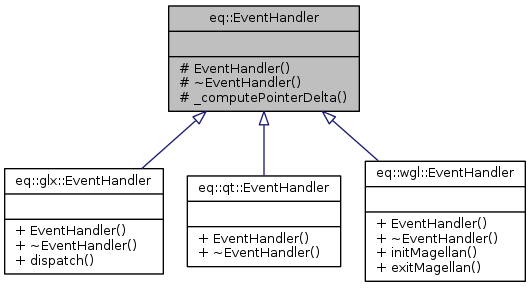 eq::EventHandler
# EventHandler()
# ~EventHandler()
# _computePointerDelta()
eq::glx::EventHandler
+ EventHandler()
+ ~EventHandler()
+ dispatch()
eq::qt::EventHandler
+ EventHandler()
+ ~EventHandler()
eq::wgl::EventHandler
+ EventHandler()
+ ~EventHandler()
+ initMagellan()
+ exitMagellan()